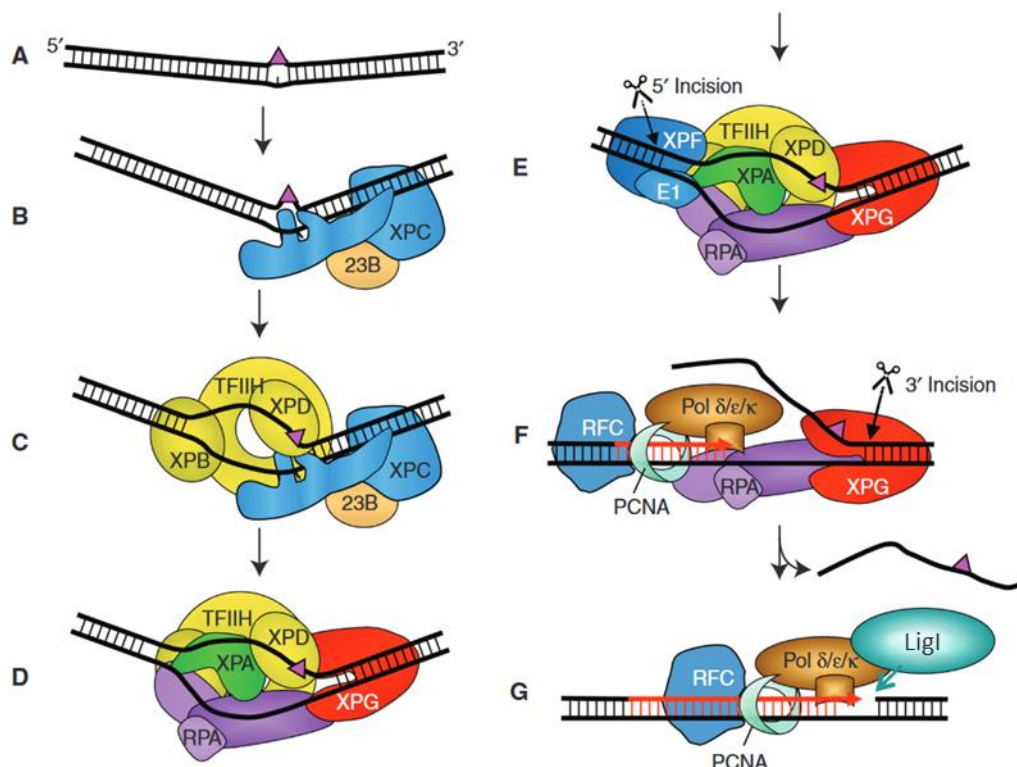 A
5′
3′
B
XPC
23B
C
TFIIH
XPD
XPB
XPC
23B
D
TFIIH
XPD
XPA
XPG
RPA
5′ Incision
E
XPF
TFIIH
XPD
XPA
E1
XPG
RPA
F
3′ Incision
Pol δ/ε/κ
RFC
RPA
XPG
PCNA
G
LigI
Pol δ/ε/κ
RFC
PCNA